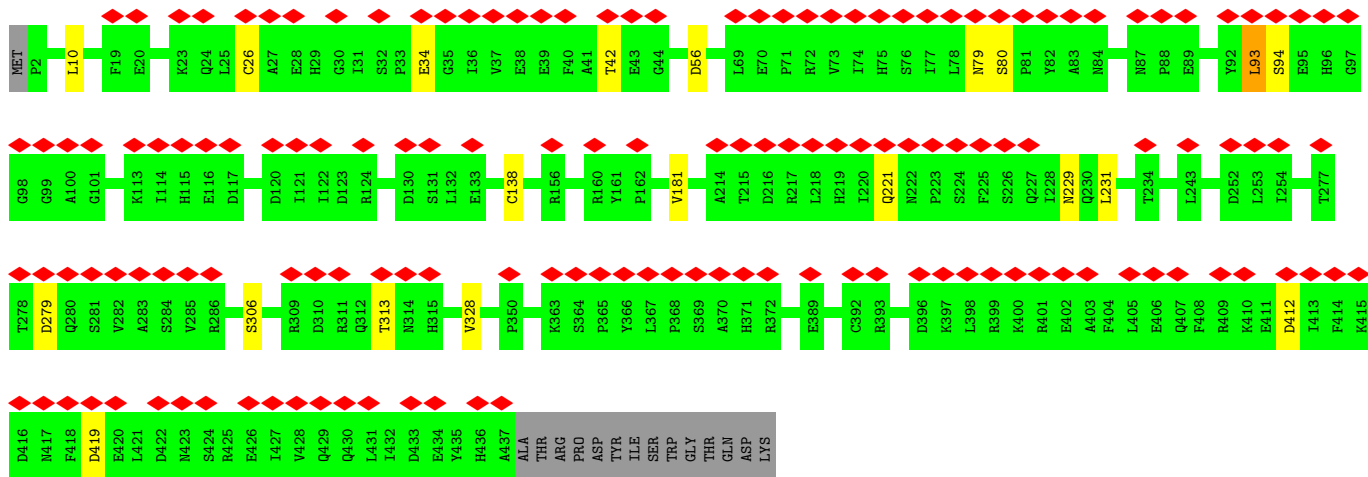 MET P2 L10 F19 E20 K23 Q24 L25 C26 A27 E28 H29 G30 I31 S32 P33 E34 G35 I36 V37 E38 E39 F40 A41 T42 E43 G44 D56 L69 E70 P71 R72 V73 I74 H75 S76 I77 L78 N79 S80 P81 Y82 A83 N84 N87 P88 E89 Y92 L93 S94 E95 H96 G97
G98 G99 A100 G101 K113 I114 H115 E116 D117 D120 I121 I122 D123 R124 D130 S131 L132 E133 C138 R156 R160 Y161 P162 V181 A214 T215 D216 R217 L218 H219 I220 Q221 N222 P223 S224 F225 S226 Q227 I228 N229 Q230 L231 T234 L243 D252 L253 I254 T277
T278 D279 Q280 S281 V282 A283 S284 V285 R286 S306 R309 D310 R311 Q312 T313 N314 H315 V328 P350 K363 S364 P365 Y366 L367 P368 S369 A370 H371 R372 E389 C392 R393 D396 K397 L398 R399 K400 R401 E402 A403 F404 L405 E406 Q407 F408 R409 K410 E411 D412 I413 F414 K415
D416 N417 F418 D419 E420 L421 D422 N423 S424 R425 E426 I427 V428 Q429 Q430 L431 I432 D433 E434 Y435 H436 A437 ALA THR ARG PRO ASP TYR ILE SER TRP GLY THR GLN ASP LYS